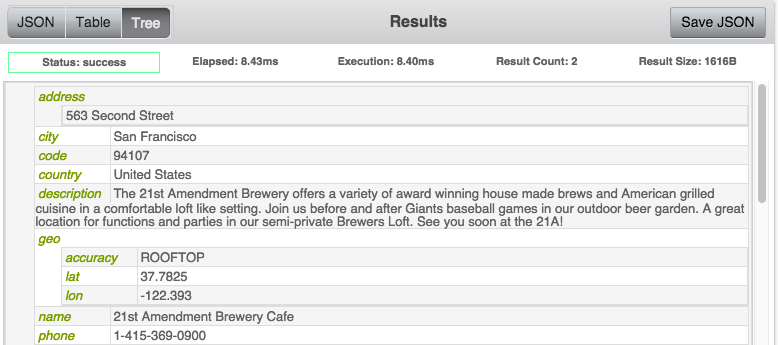 JSON Table Tree Results Save JSON
Status: success Elapsed: 8.43ms Execution: 8.40ms Result Count: 2 Result Size: 1616B
address
563 Second Street
city San Francisco
code 94107
country United States
description The 21st Amendment Brewery offers a variety of award winning house made brews and American grilled
cuisine in a comfortable loft like setting. Join us before and after Giants baseball games in our outdoor beer garden. A great
location for functions and parties in our semi-private Brewers Loft. See you soon at the 21A!
geo
accuracy ROOFTOP
lat 37.7825
lon -122.393
name 21st Amendment Brewery Cafe
phone 1-415-369-0900